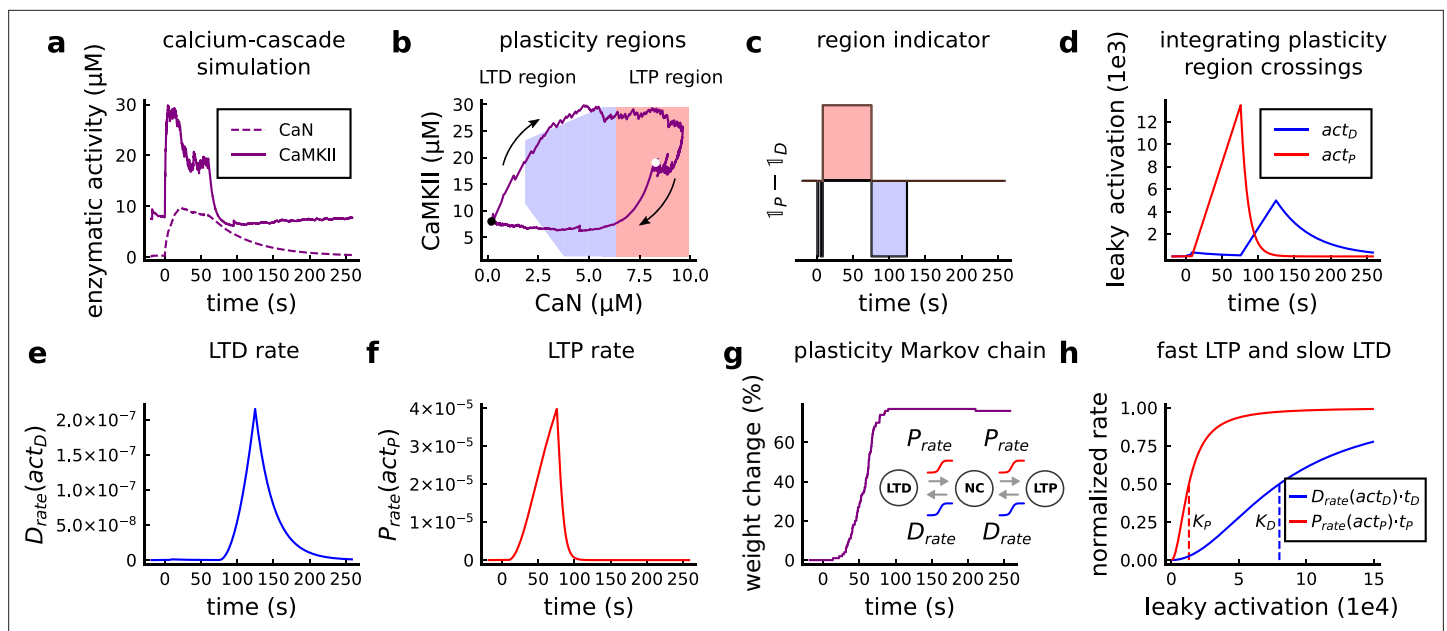 a
calcium-cascade
simulation
enzymatic activity (μM)
30
20
10
0
CaN
CaMKII
0 50 100 150 200 250
time (s)
b
plasticity regions
LTD region
LTP region
CaMKII (μM)
30
25
20
15
10
5
0.0 2.5 5.0 7.5 10.0
CaN (μM)
c
region indicator
𝟙P − 𝟙D
0 50 100 150 200 250
time (s)
d
integrating plasticity
region crossings
leaky activation (1e3)
12
10
8
6
4
2
actD
actP
0 50 100 150 200 250
time (s)
e
LTD rate
Drate(actD)
2.0×10⁻⁷
1.5×10⁻⁷
1.0×10⁻⁷
5.0×10⁻⁸
0
0 50 100 150 200 250
time (s)
f
LTP rate
Prate(actP)
4×10⁻⁵
3×10⁻⁵
2×10⁻⁵
1×10⁻⁵
0
0 50 100 150 200 250
time (s)
g
plasticity Markov chain
weight change (%)
60
40
20
0
Prate Prate
LTD NC LTP
Drate Drate
0 50 100 150 200 250
time (s)
h
fast LTP and slow LTD
normalized rate
1.00
0.75
0.50
0.25
0.00
KP
KD
Drate(actD)·tD
Prate(actP)·tP
0 5 10 15
leaky activation (1e4)